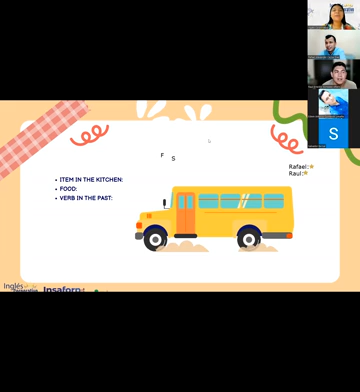 F
S
Rafael:
Raul:
• ITEM IN THE KITCHEN:
• FOOD:
• VERB IN THE PAST:
S
Inglés
Insaforp